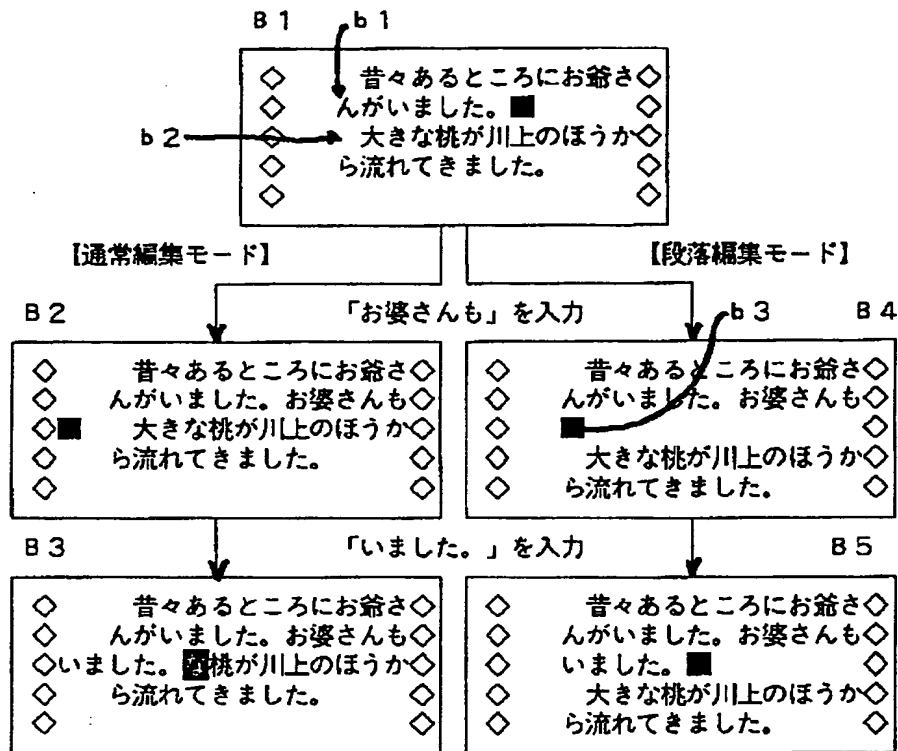 B1 b1
◇　昔々あるところにお爺さ◇
◇んがいました。■◇
b2
◇　大きな桃が川上のほうか◇
◇ら流れてきました。◇
◇◇
【通常編集モード】 【段落編集モード】
「お婆さんも」を入力
B2
◇　昔々あるところにお爺さ◇
◇んがいました。お婆さんも◇
◇■　大きな桃が川上のほうか◇
◇ら流れてきました。◇
◇◇
b3 B4
◇　昔々あるところにお爺さ◇
◇んがいました。お婆さんも◇
◇■◇
◇　大きな桃が川上のほうか◇
◇ら流れてきました。◇
「いました。」を入力
B3
◇　昔々あるところにお爺さ◇
◇んがいました。お婆さんも◇
◇いました。な桃が川上のほうか◇
◇ら流れてきました。◇
◇◇
B5
◇　昔々あるところにお爺さ◇
◇んがいました。お婆さんも◇
◇いました。■◇
◇　大きな桃が川上のほうか◇
◇ら流れてきました。◇